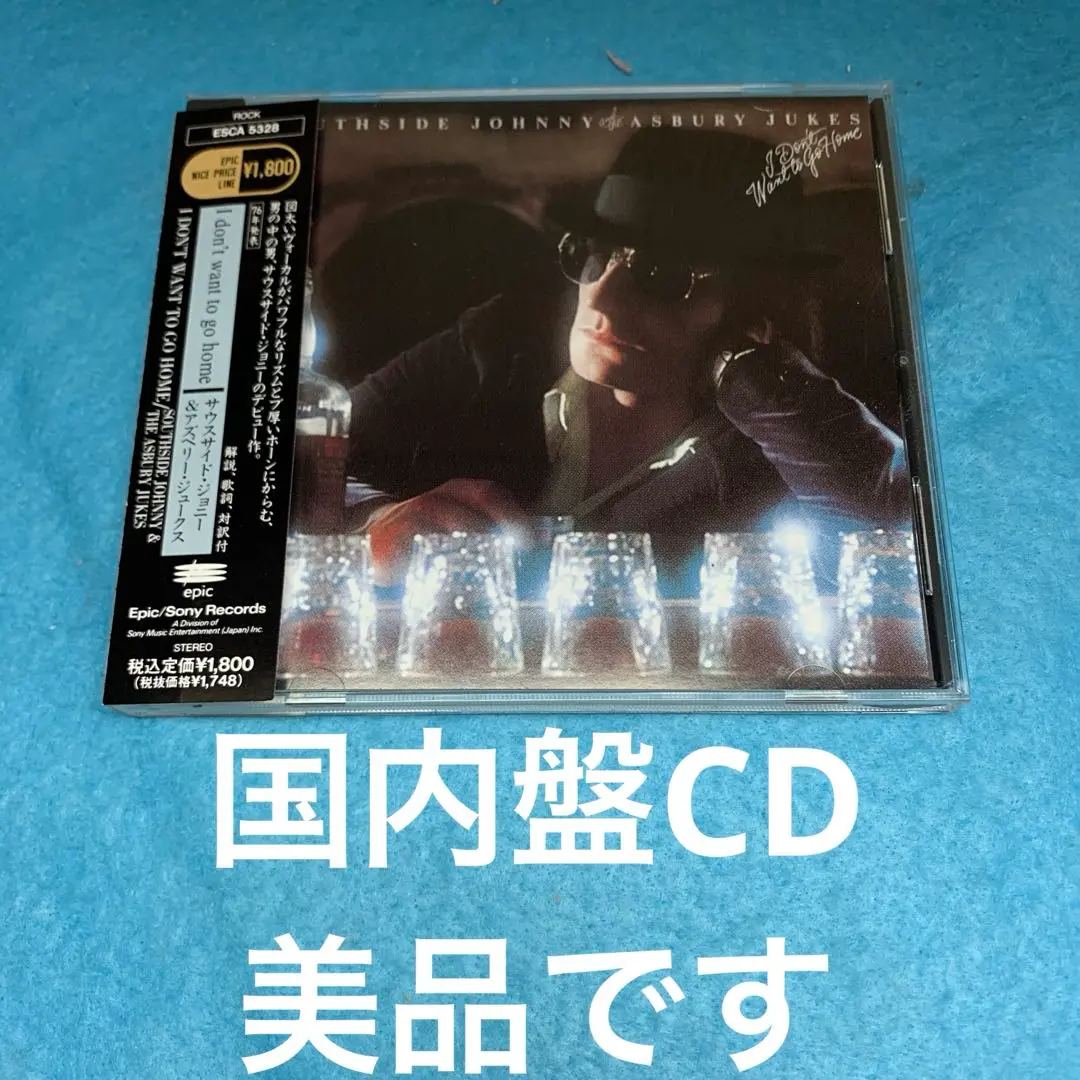 ROCK
ESCA 5328
EPIC
NICE PRICE
LINE
¥1,800
図太いヴォーカルがパワフルなリズムとブ厚いホーンにからむ、
男の中の男、サウスサイド・ジョニーのデビュー作。
'76年発表
解説、歌詞、対訳付
I don't want to go home
サウスサイド・ジョニー
&アズベリー・ジュークス
I DON'T WANT TO GO HOME/SOUTHSIDE JOHNNY &
THE ASBURY JUKES
epic
Epic/Sony Records
A Division of
Sony Music Entertainment (Japan) Inc.
STEREO
税込定価¥1,800
(税抜価格¥1,748)
UTHSIDE JOHNNY and the ASBURY JUKES
I Don't
Want to Go Home
国内盤CD
美品です